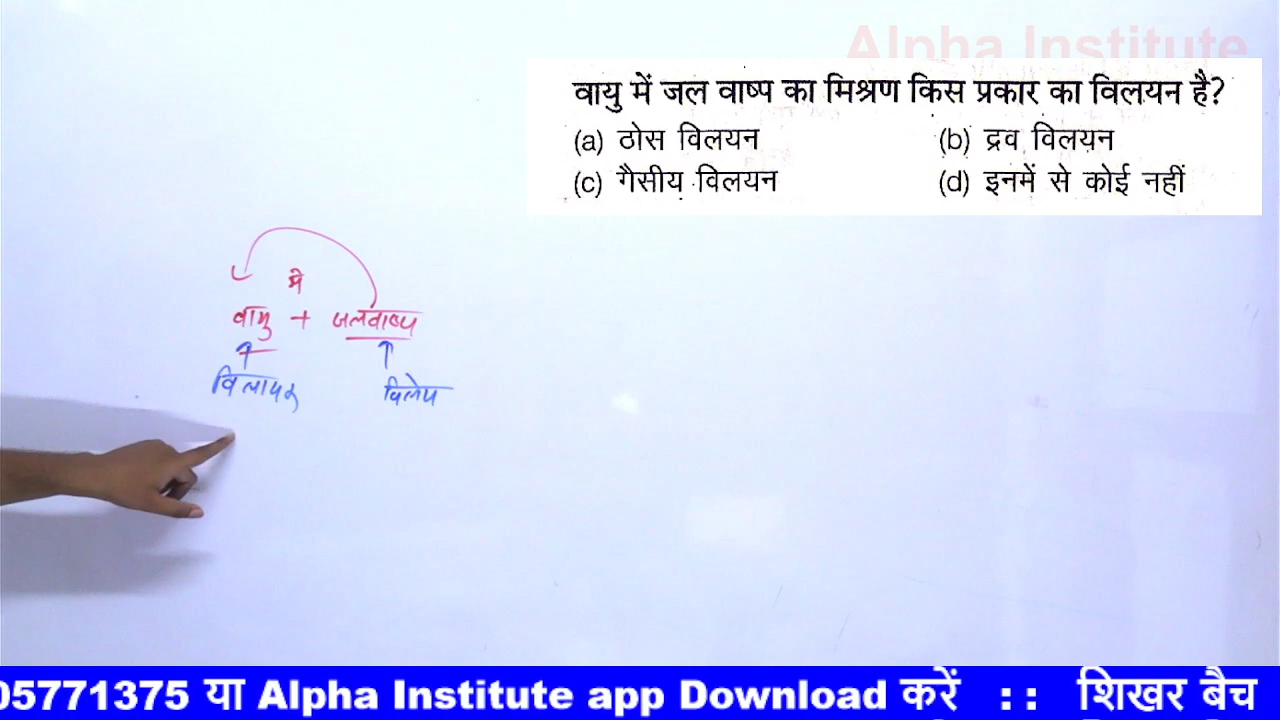 Alpha Institute
वायु में जल वाष्प का मिश्रण किस प्रकार का विलयन है?
(a) ठोस विलयन (b) द्रव विलयन
(c) गैसीय विलयन (d) इनमें से कोई नहीं
में
वायु + जलवाष्प
विलायक विलेय
05771375 या Alpha Institute app Download करें :: शिखर बैच